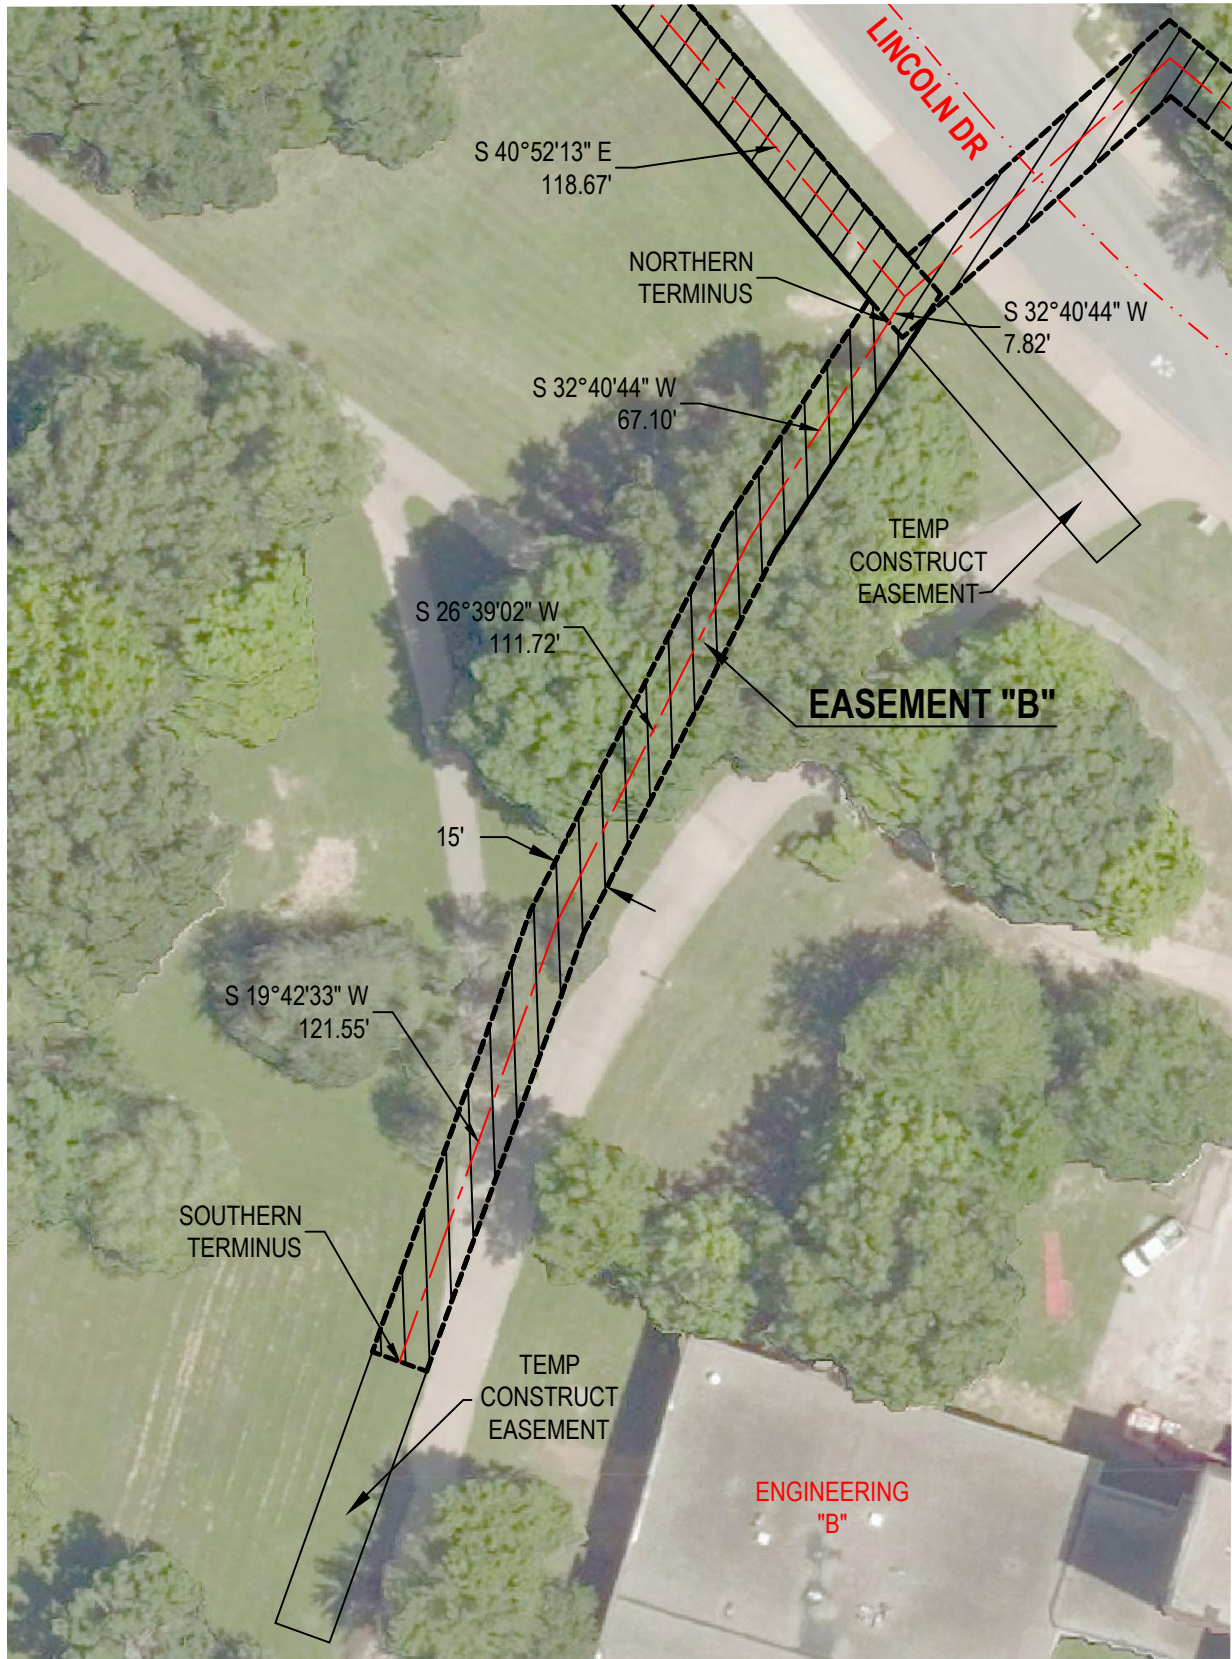 LINCOLN DR
S 40°52'13" E
118.67'
NORTHERN
TERMINUS
S 32°40'44" W
7.82'
S 32°40'44" W
67.10'
TEMP
CONSTRUCT
EASEMENT
S 26°39'02" W
111.72'
EASEMENT "B"
15'
S 19°42'33" W
121.55'
SOUTHERN
TERMINUS
TEMP
CONSTRUCT
EASEMENT
ENGINEERING
"B"